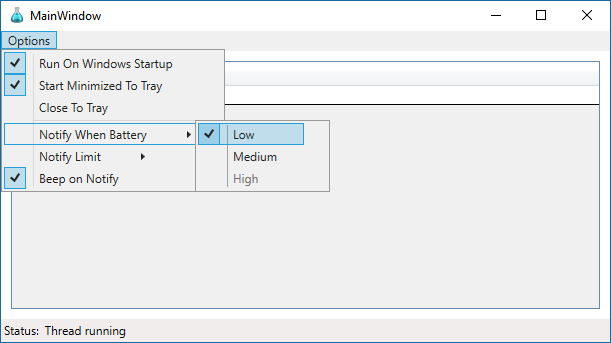 MainWindow
Options
Run On Windows Startup
Start Minimized To Tray
Close To Tray
Notify When Battery
Low
Notify Limit
Medium
Beep on Notify
High
Status: Thread running